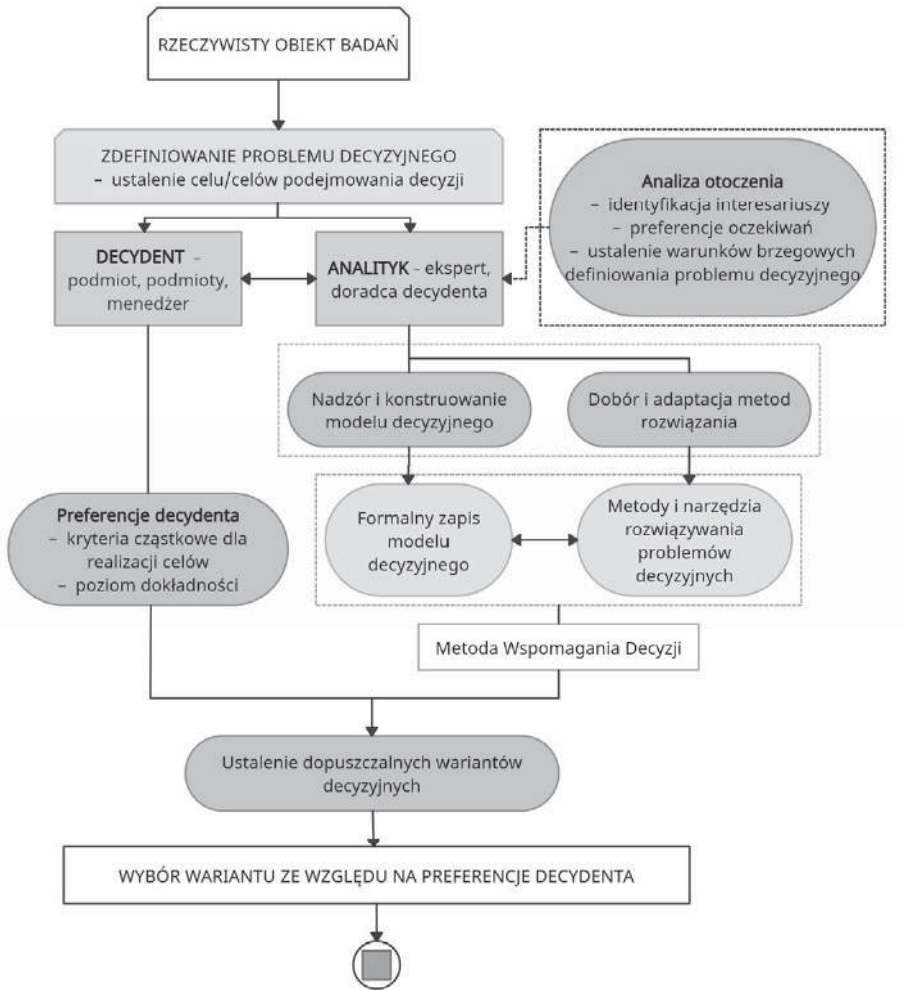 RZECZYWISTY OBIEKT BADAŃ
ZDEFINIOWANIE PROBLEMU DECYZYJNEGO
– ustalenie celu/celów podejmowania decyzji
Analiza otoczenia
– identyfikacja interesariuszy
– preferencje oczekiwań
– ustalenie warunków brzegowych
definiowania problemu decyzyjnego
DECYDENT –
podmiot, podmioty,
menedżer
ANALITYK - ekspert,
doradca decydenta
Nadzór i konstruowanie
modelu decyzyjnego
Dobór i adaptacja metod
rozwiązania
Preferencje decydenta
– kryteria cząstkowe dla
realizacji celów
– poziom dokładności
Formalny zapis
modelu
decyzyjnego
Metody i narzędzia
rozwiązywania
problemów
decyzyjnych
Metoda Wspomagania Decyzji
Ustalenie dopuszczalnych wariantów
decyzyjnych
WYBÓR WARIANTU ZE WZGLĘDU NA PREFERENCJE DECYDENTA